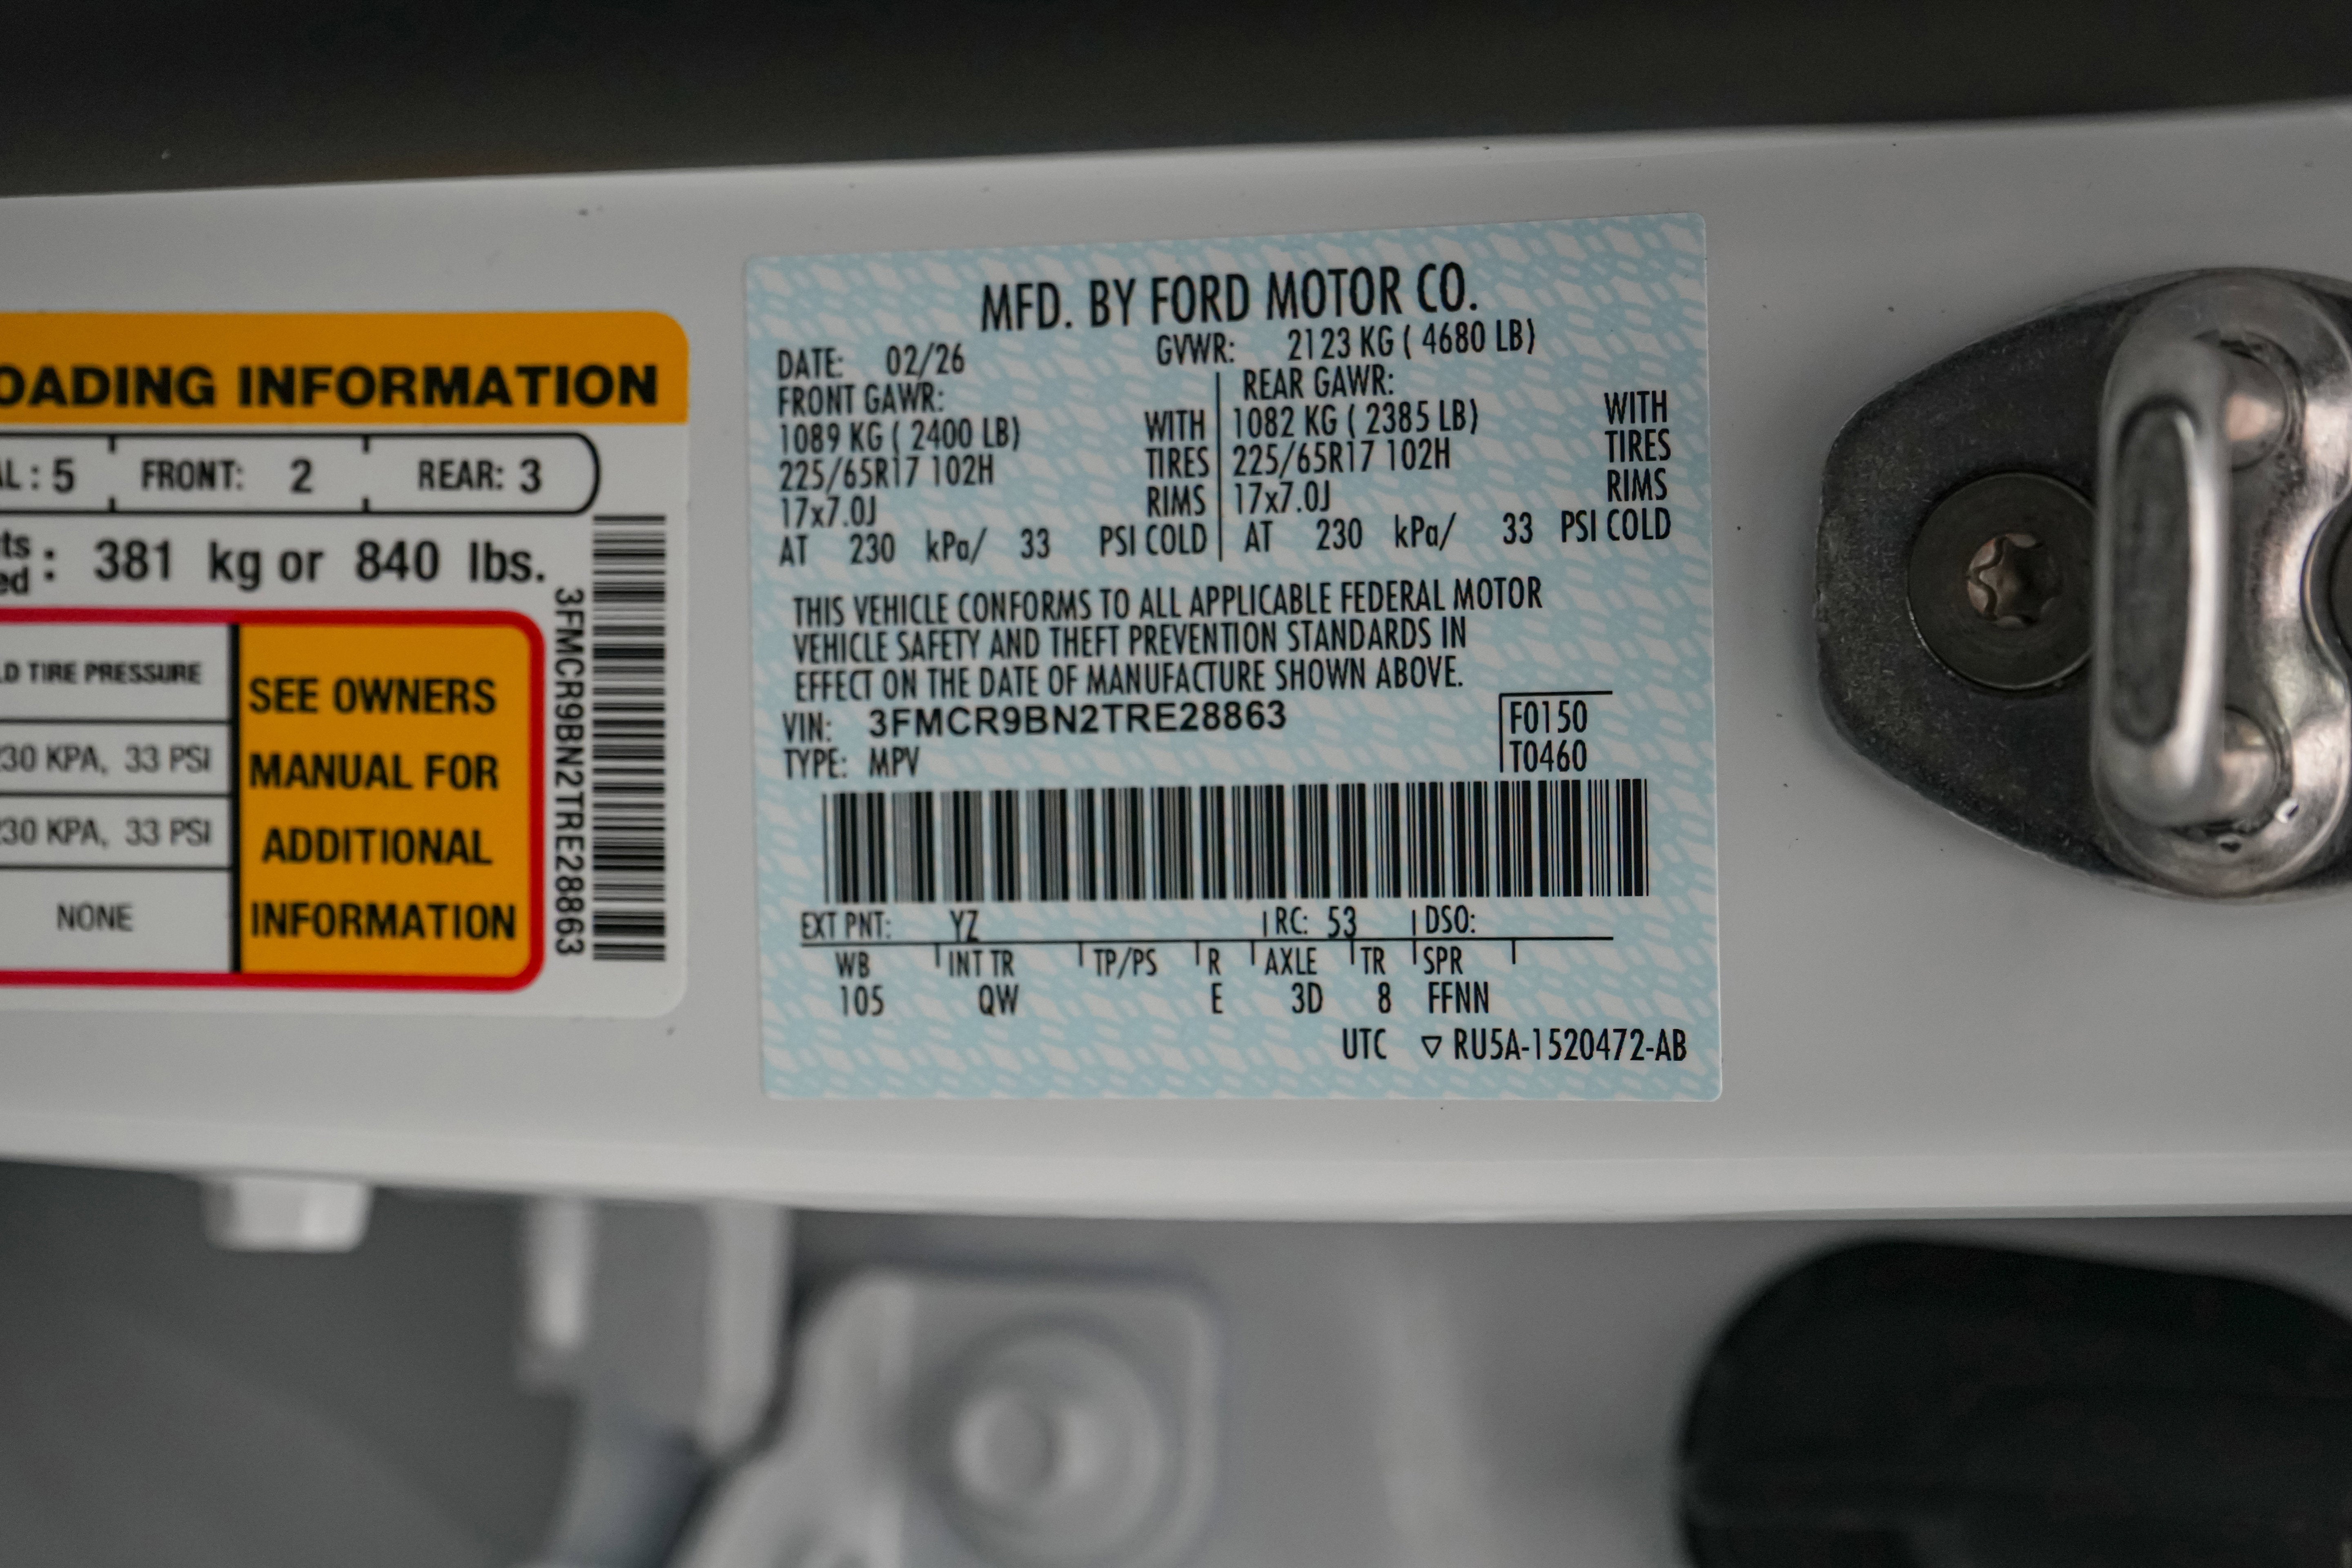 OADING INFORMATION
AL : 5 FRONT: 2 REAR: 3
ts
ed : 381 kg or 840 lbs.
D TIRE PRESSURE
230 KPA, 33 PSI
230 KPA, 33 PSI
NONE
SEE OWNERS
MANUAL FOR
ADDITIONAL
INFORMATION
3FMCR9BN2TRE28863
MFD. BY FORD MOTOR CO.
DATE: 02/26 GVWR: 2123 KG ( 4680 LB)
FRONT GAWR: REAR GAWR:
1089 KG ( 2400 LB) WITH 1082 KG ( 2385 LB) WITH
225/65R17 102H TIRES 225/65R17 102H TIRES
17x7.0J RIMS 17x7.0J RIMS
AT 230 kPa/ 33 PSI COLD AT 230 kPa/ 33 PSI COLD
THIS VEHICLE CONFORMS TO ALL APPLICABLE FEDERAL MOTOR
VEHICLE SAFETY AND THEFT PREVENTION STANDARDS IN
EFFECT ON THE DATE OF MANUFACTURE SHOWN ABOVE.
VIN: 3FMCR9BN2TRE28863 F0150
TYPE: MPV T0460
EXT PNT: YZ RC: 53 DSO:
WB INT TR TP/PS R AXLE TR SPR
105 QW E 3D 8 FFNN
UTC ▽ RU5A-1520472-AB